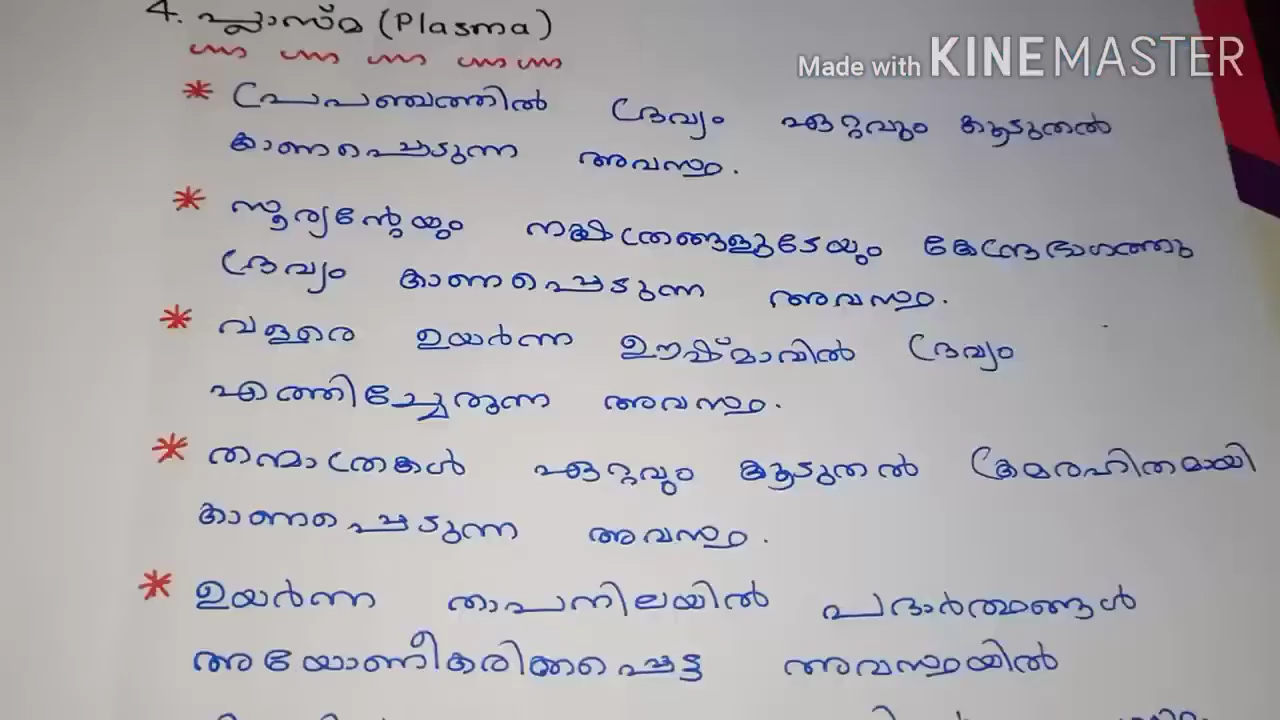 4. പ്ലാസ്മ (Plasma)
Made with KINEMASTER
* പ്രപഞ്ചത്തിൽ ദ്രവ്യം ഏറ്റവും കൂടുതൽ
കാണപ്പെടുന്ന അവസ്ഥ.
* സൂര്യന്റേയും നക്ഷത്രങ്ങളുടേയും കേന്ദ്രഭാഗത്തു
ദ്രവ്യം കാണപ്പെടുന്ന അവസ്ഥ.
* വളരെ ഉയർന്ന ഊഷ്മാവിൽ ദ്രവ്യം
എത്തിച്ചേരുന്ന അവസ്ഥ.
* തന്മാത്രകൾ ഏറ്റവും കൂടുതൽ ക്രമരഹിതമായി
കാണപ്പെടുന്ന അവസ്ഥ.
* ഉയർന്ന താപനിലയിൽ പദാർത്ഥങ്ങൾ
അയോണീകരിക്കപ്പെട്ട അവസ്ഥയിൽ